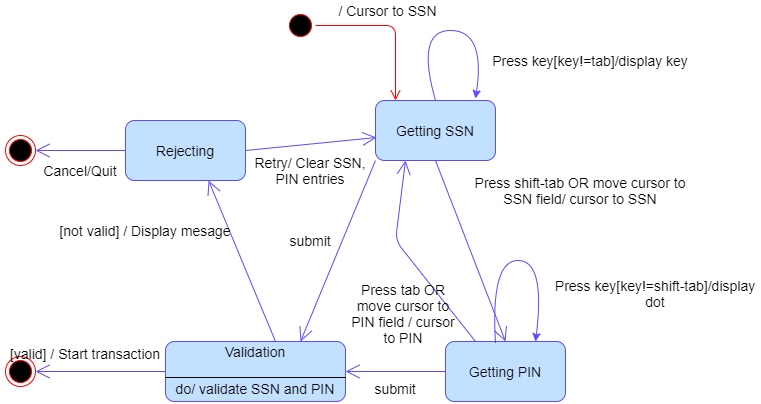 / Cursor to SSN
Press key[key!=tab]/display key
Getting SSN
Rejecting
Retry/ Clear SSN,
PIN entries
Cancel/Quit
Press shift-tab OR move cursor to
SSN field/ cursor to SSN
[not valid] / Display mesage
submit
Press tab OR
move cursor to
PIN field / cursor
to PIN
Press key[key!=shift-tab]/display
dot
[valid] / Start transaction
Validation
do/ validate SSN and PIN
submit
Getting PIN